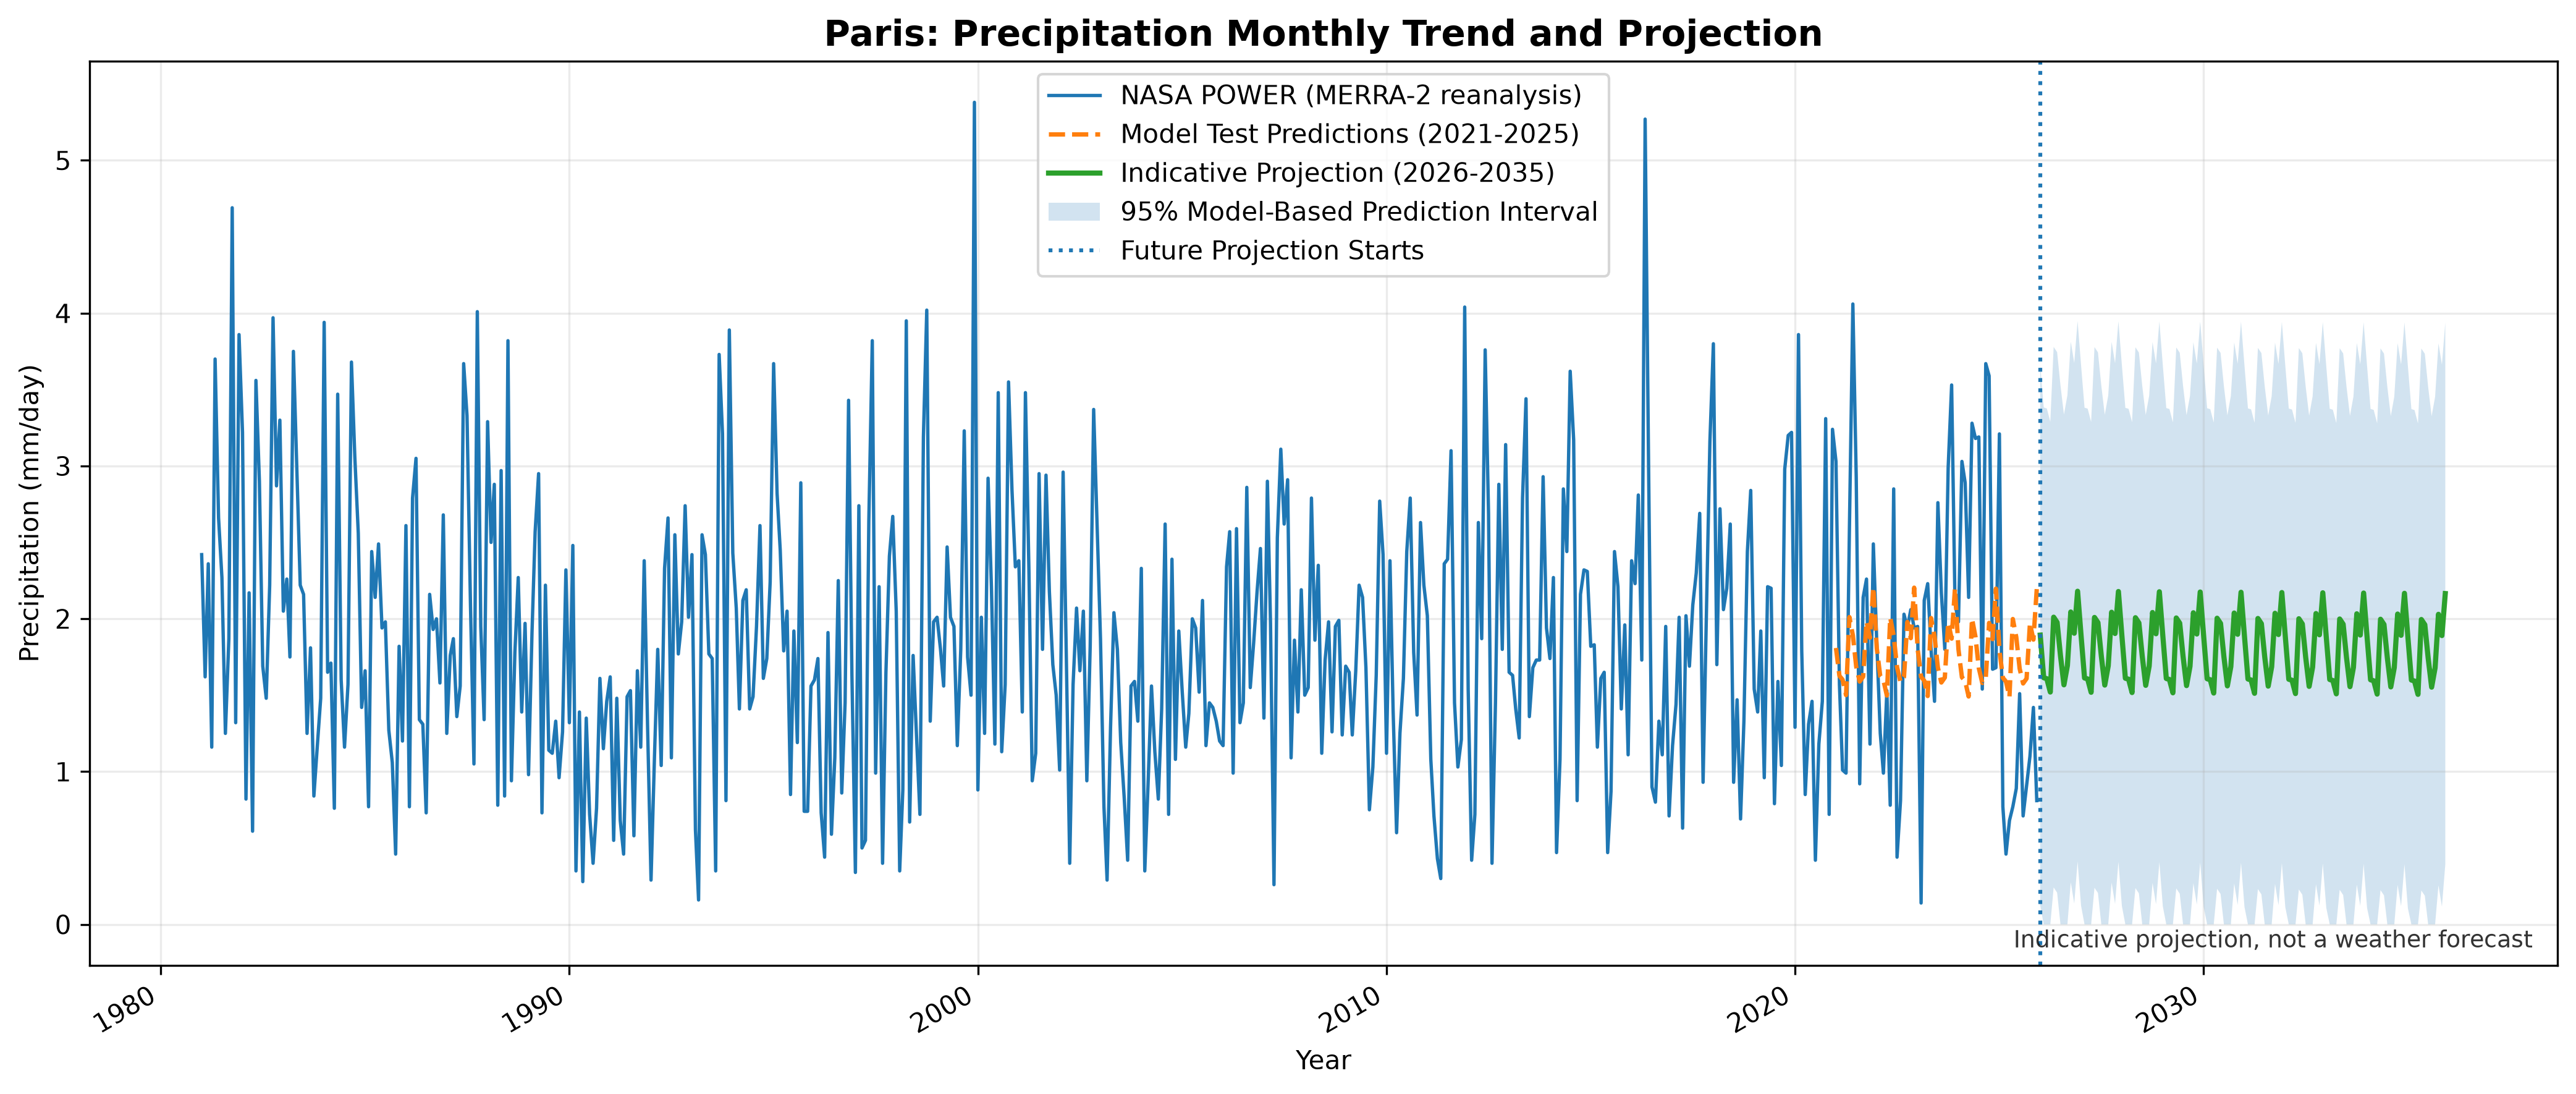 Paris: Precipitation Monthly Trend and Projection
NASA POWER (MERRA-2 reanalysis)
Model Test Predictions (2021-2025)
Indicative Projection (2026-2035)
95% Model-Based Prediction Interval
Future Projection Starts
Precipitation (mm/day)
5
4
3
2
1
0
Indicative projection, not a weather forecast
1980
1990
2000
2010
2020
2030
Year